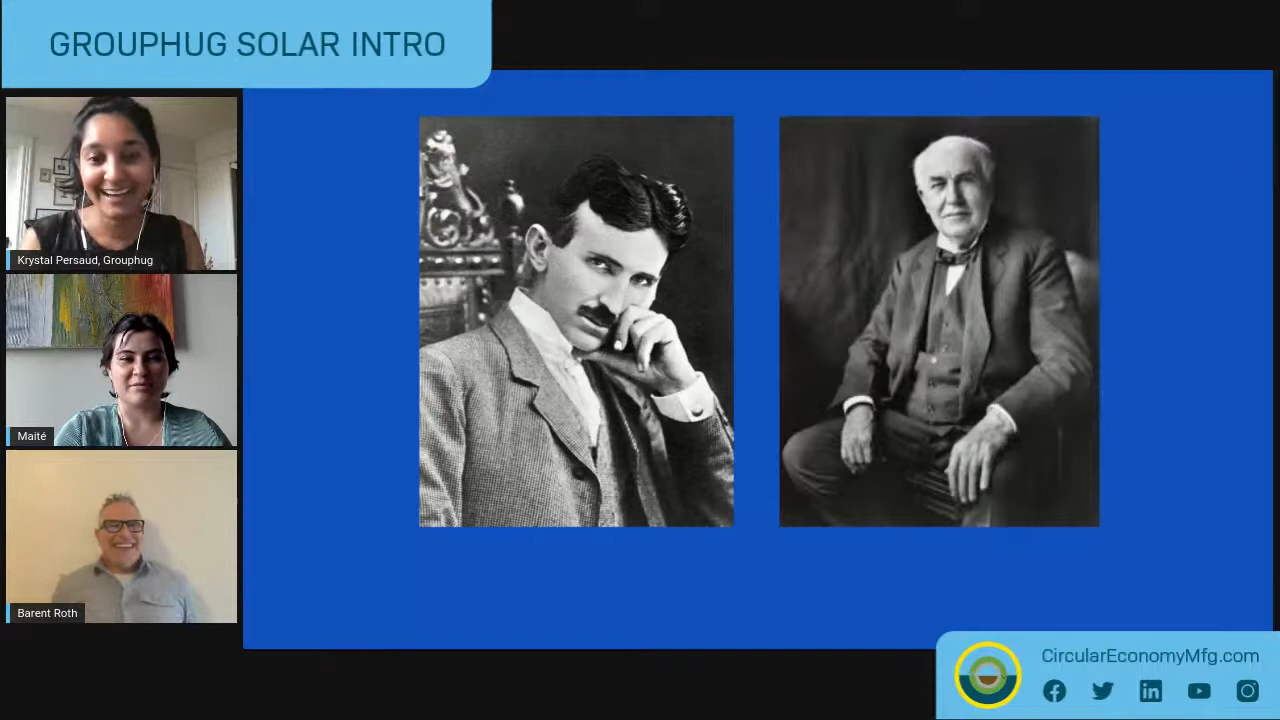 GROUPHUG SOLAR INTRO
Krystal Persaud, Grouphug
Maité
Barent Roth
CircularEconomyMfg.com